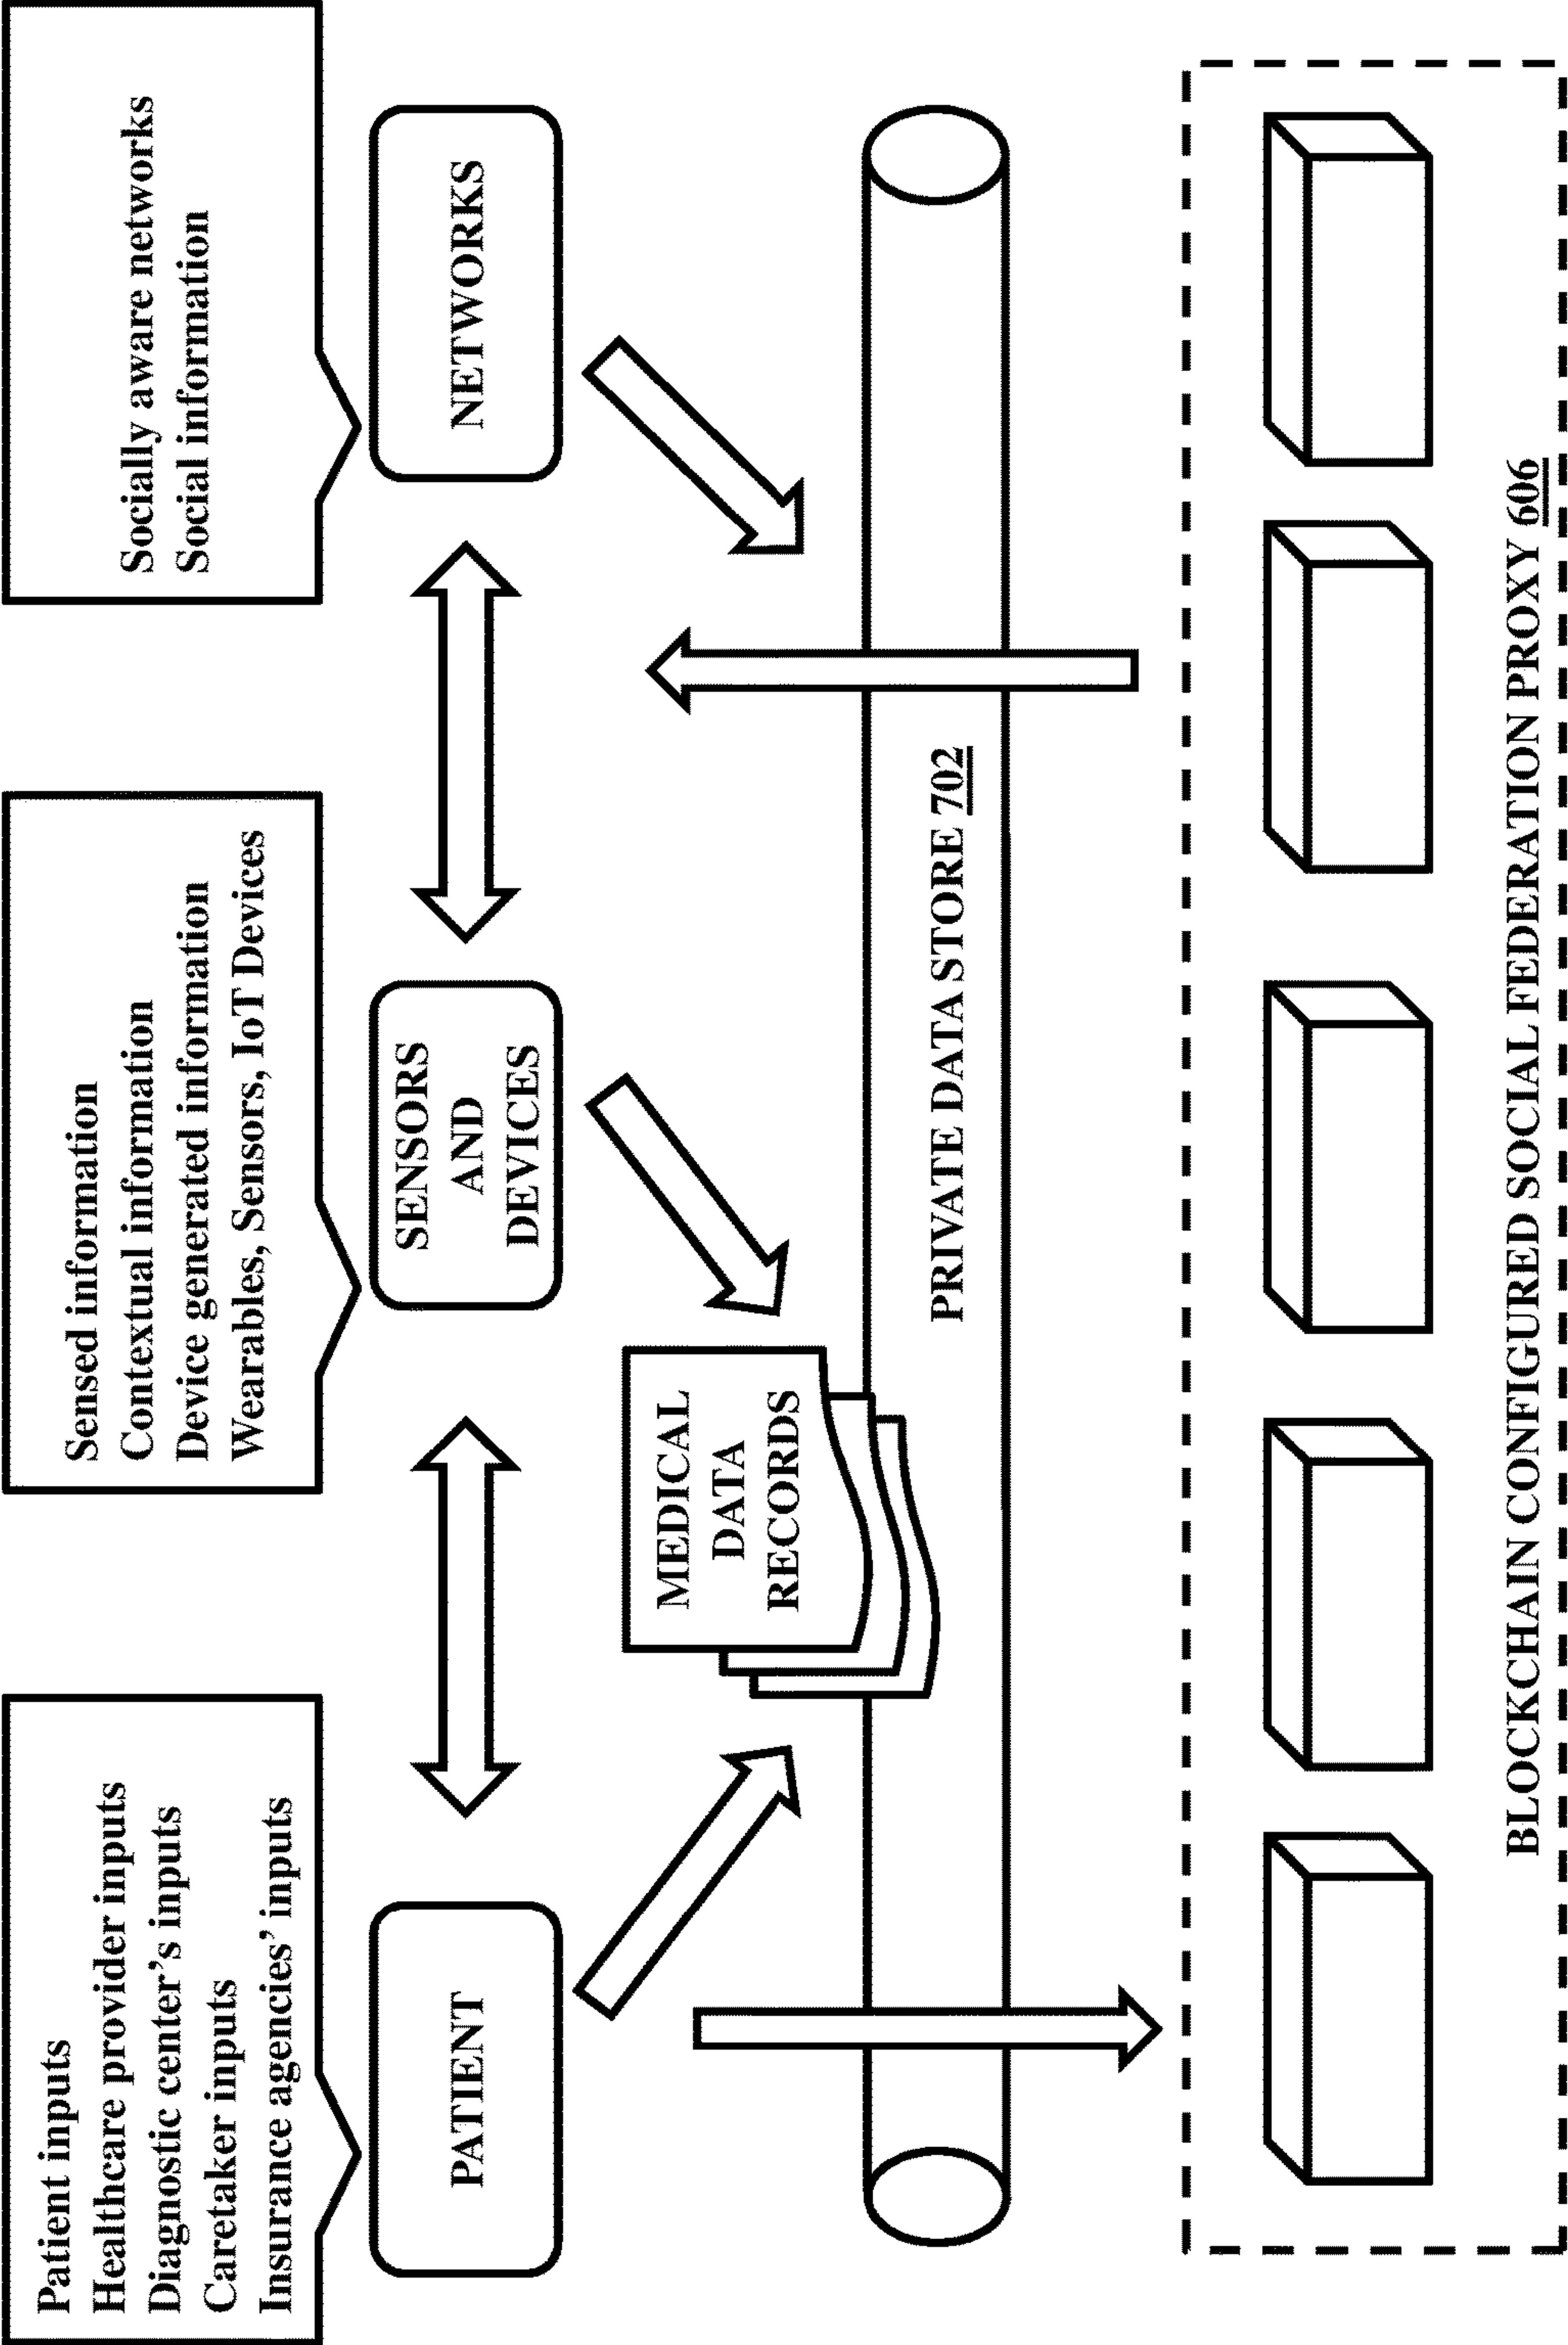 Patient inputs
Healthcare provider inputs
Diagnostic center's inputs
Caretaker inputs
Insurance agencies' inputs
Sensed information
Contextual information
Device generated information
Wearables, Sensors, IoT Devices
Socially aware networks
Social information
PATIENT
SENSORS
AND
DEVICES
NETWORKS
MEDICAL
DATA
RECORDS
PRIVATE DATA STORE 702
BLOCKCHAIN CONFIGURED SOCIAL FEDERATION PROXY 606